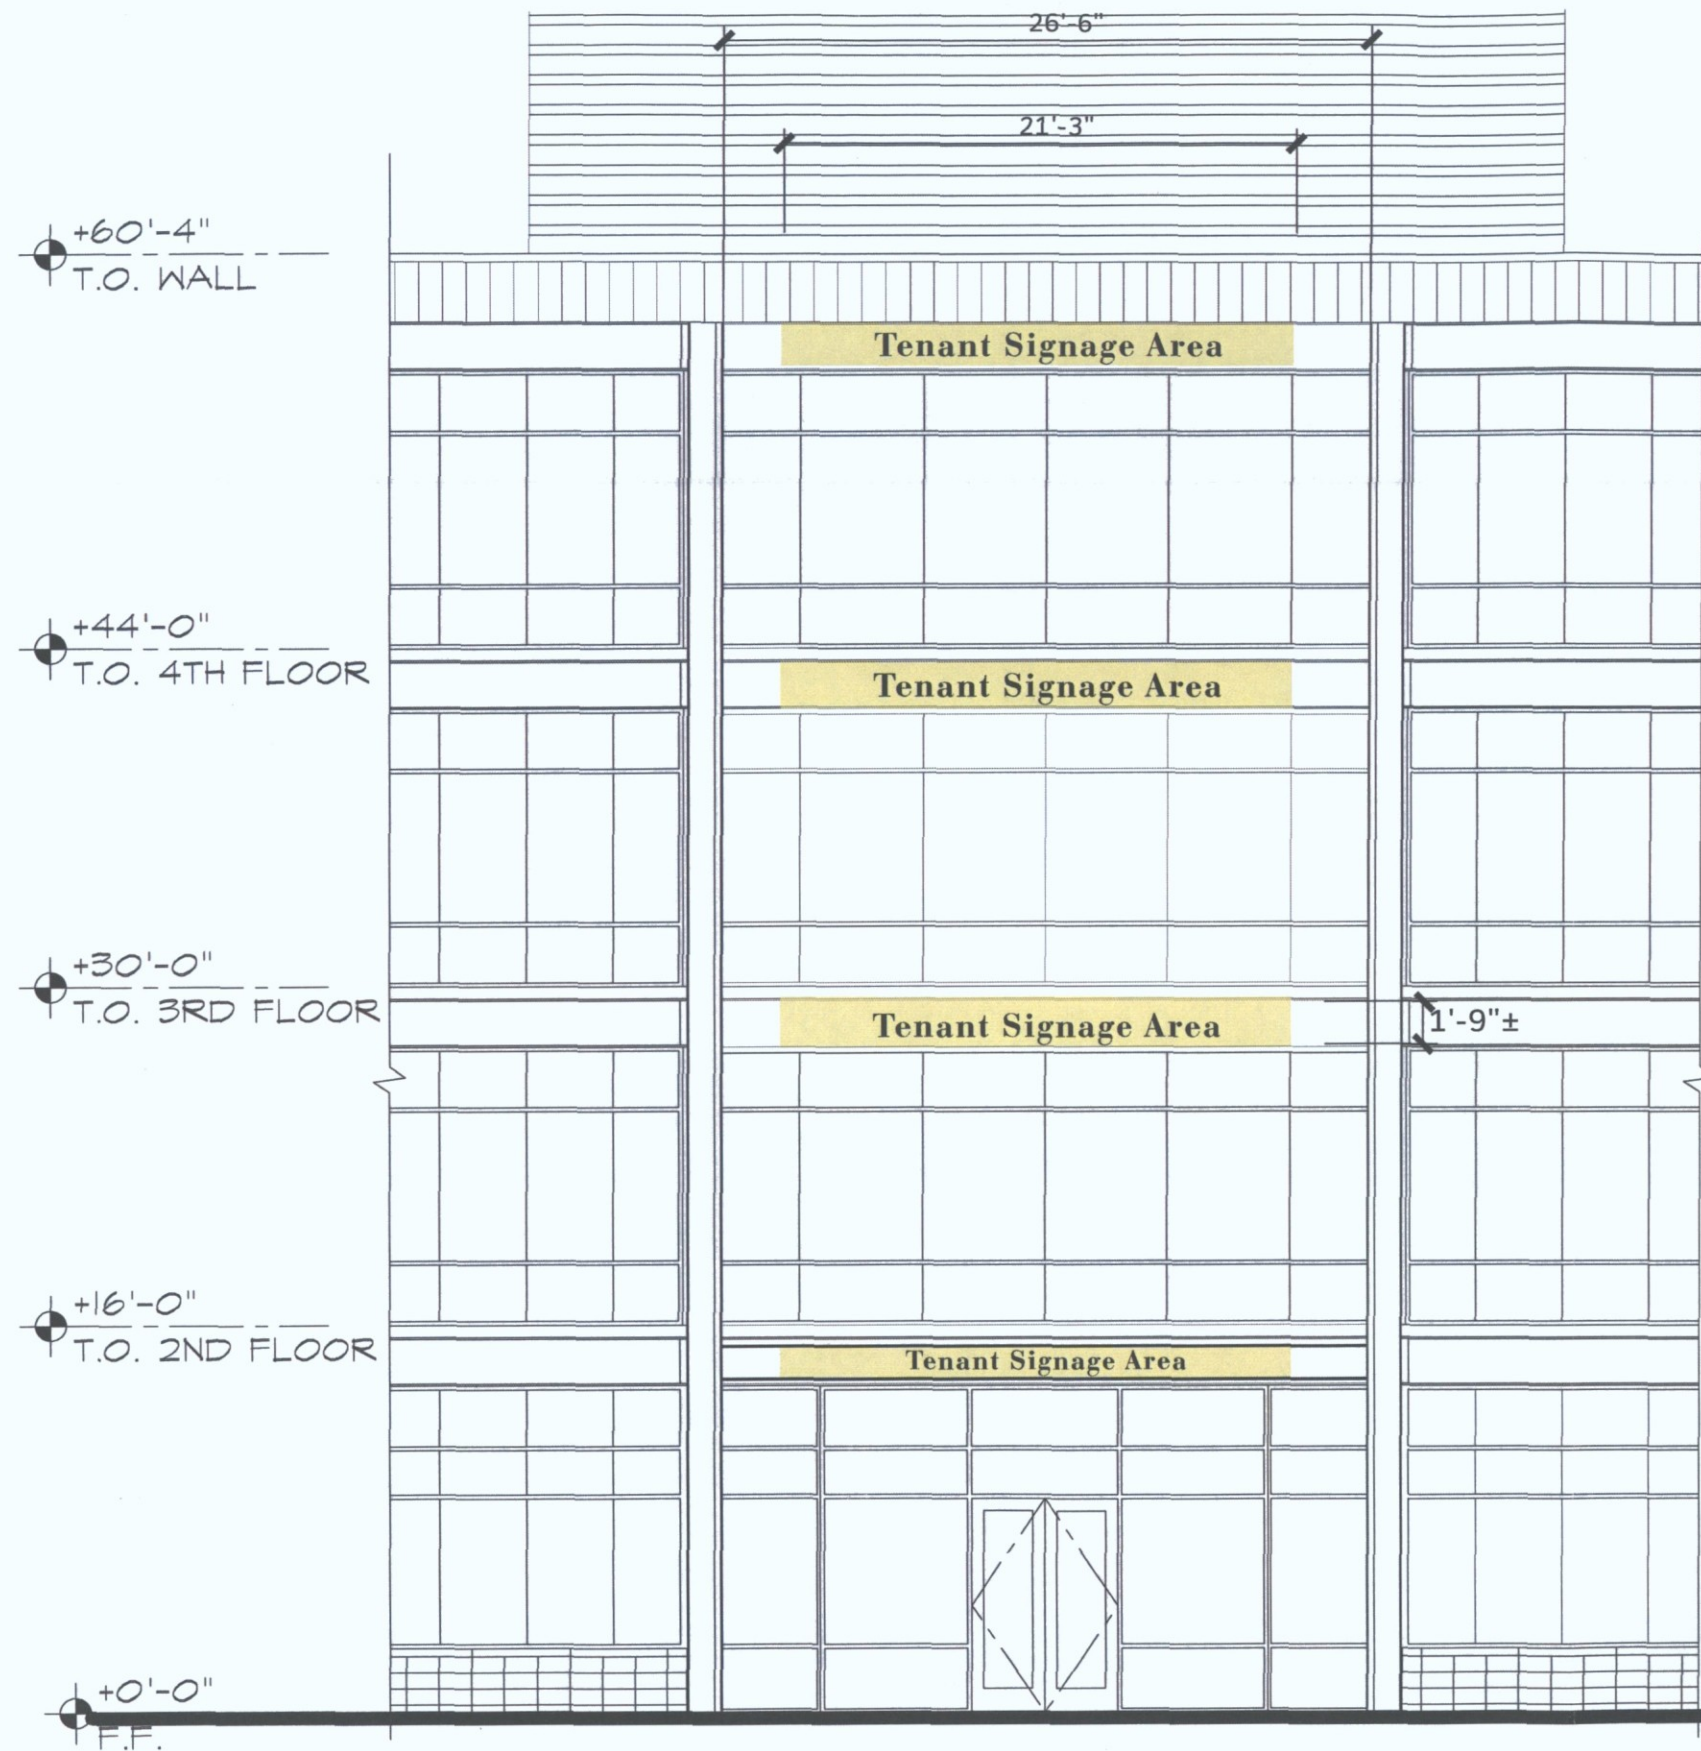 26'-6"
21'-3"
+60'-4"
T.O. WALL
Tenant Signage Area
+44'-0"
T.O. 4TH FLOOR
Tenant Signage Area
+30'-0"
T.O. 3RD FLOOR
Tenant Signage Area
1'-9"±
+16'-0"
T.O. 2ND FLOOR
Tenant Signage Area
+0'-0"
F.F.